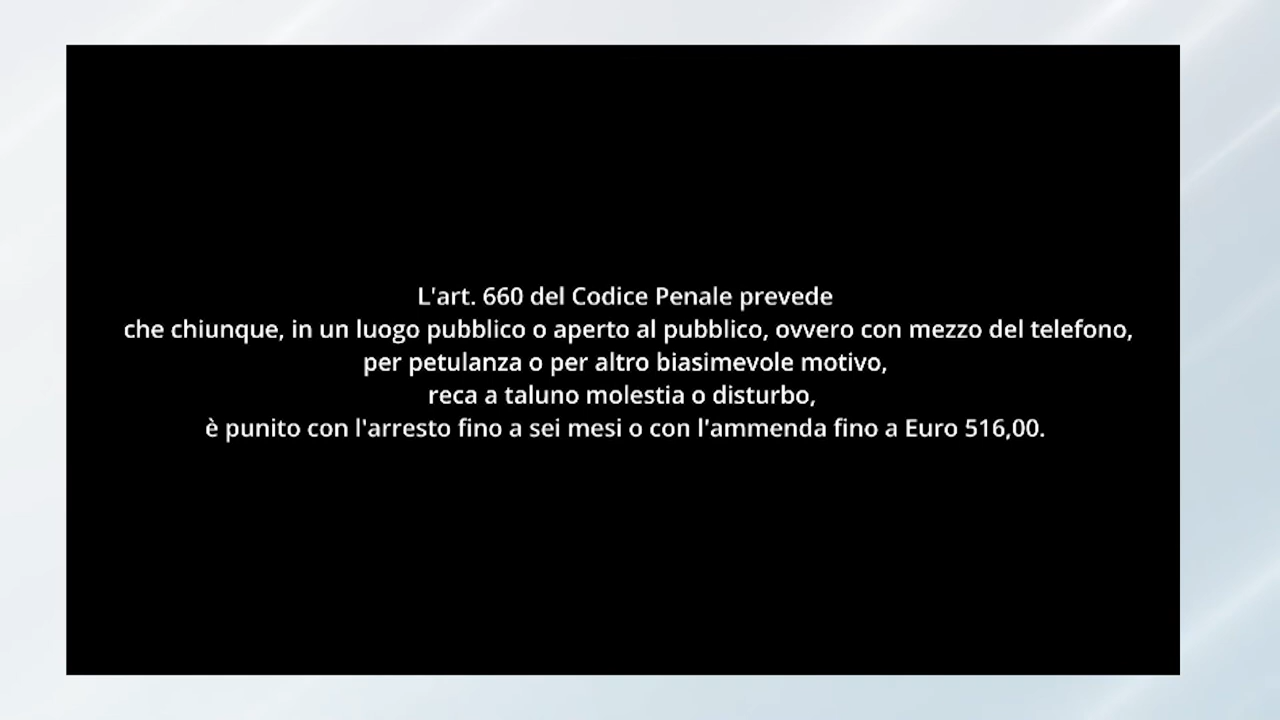 L'art. 660 del Codice Penale prevede
che chiunque, in un luogo pubblico o aperto al pubblico, ovvero con mezzo del telefono,
per petulanza o per altro biasimevole motivo,
reca a taluno molestia o disturbo,
è punito con l'arresto fino a sei mesi o con l'ammenda fino a Euro 516,00.